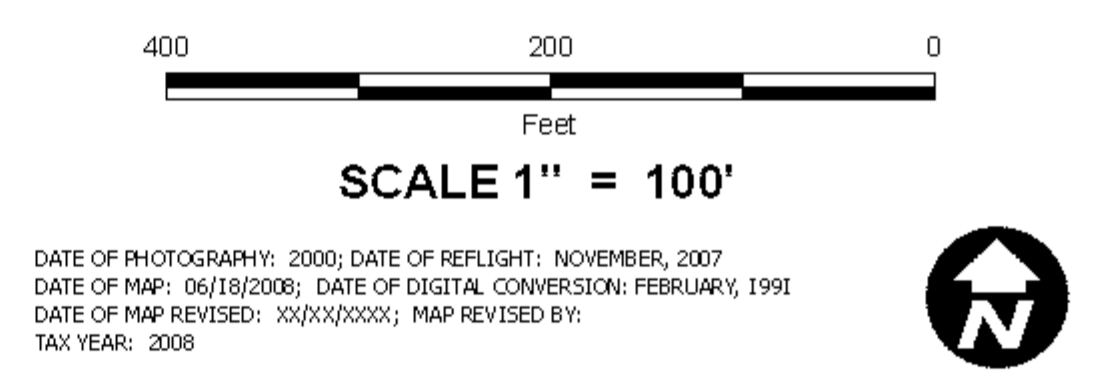 400 200 0
Feet
SCALE 1" = 100'
DATE OF PHOTOGRAPHY: 2000; DATE OF REFLIGHT: NOVEMBER, 2007
DATE OF MAP: 06/I8/2008; DATE OF DIGITAL CONVERSION: FEBRUARY, I99I
DATE OF MAP REVISED: XX/XX/XXXX; MAP REVISED BY:
TAX YEAR: 2008
N